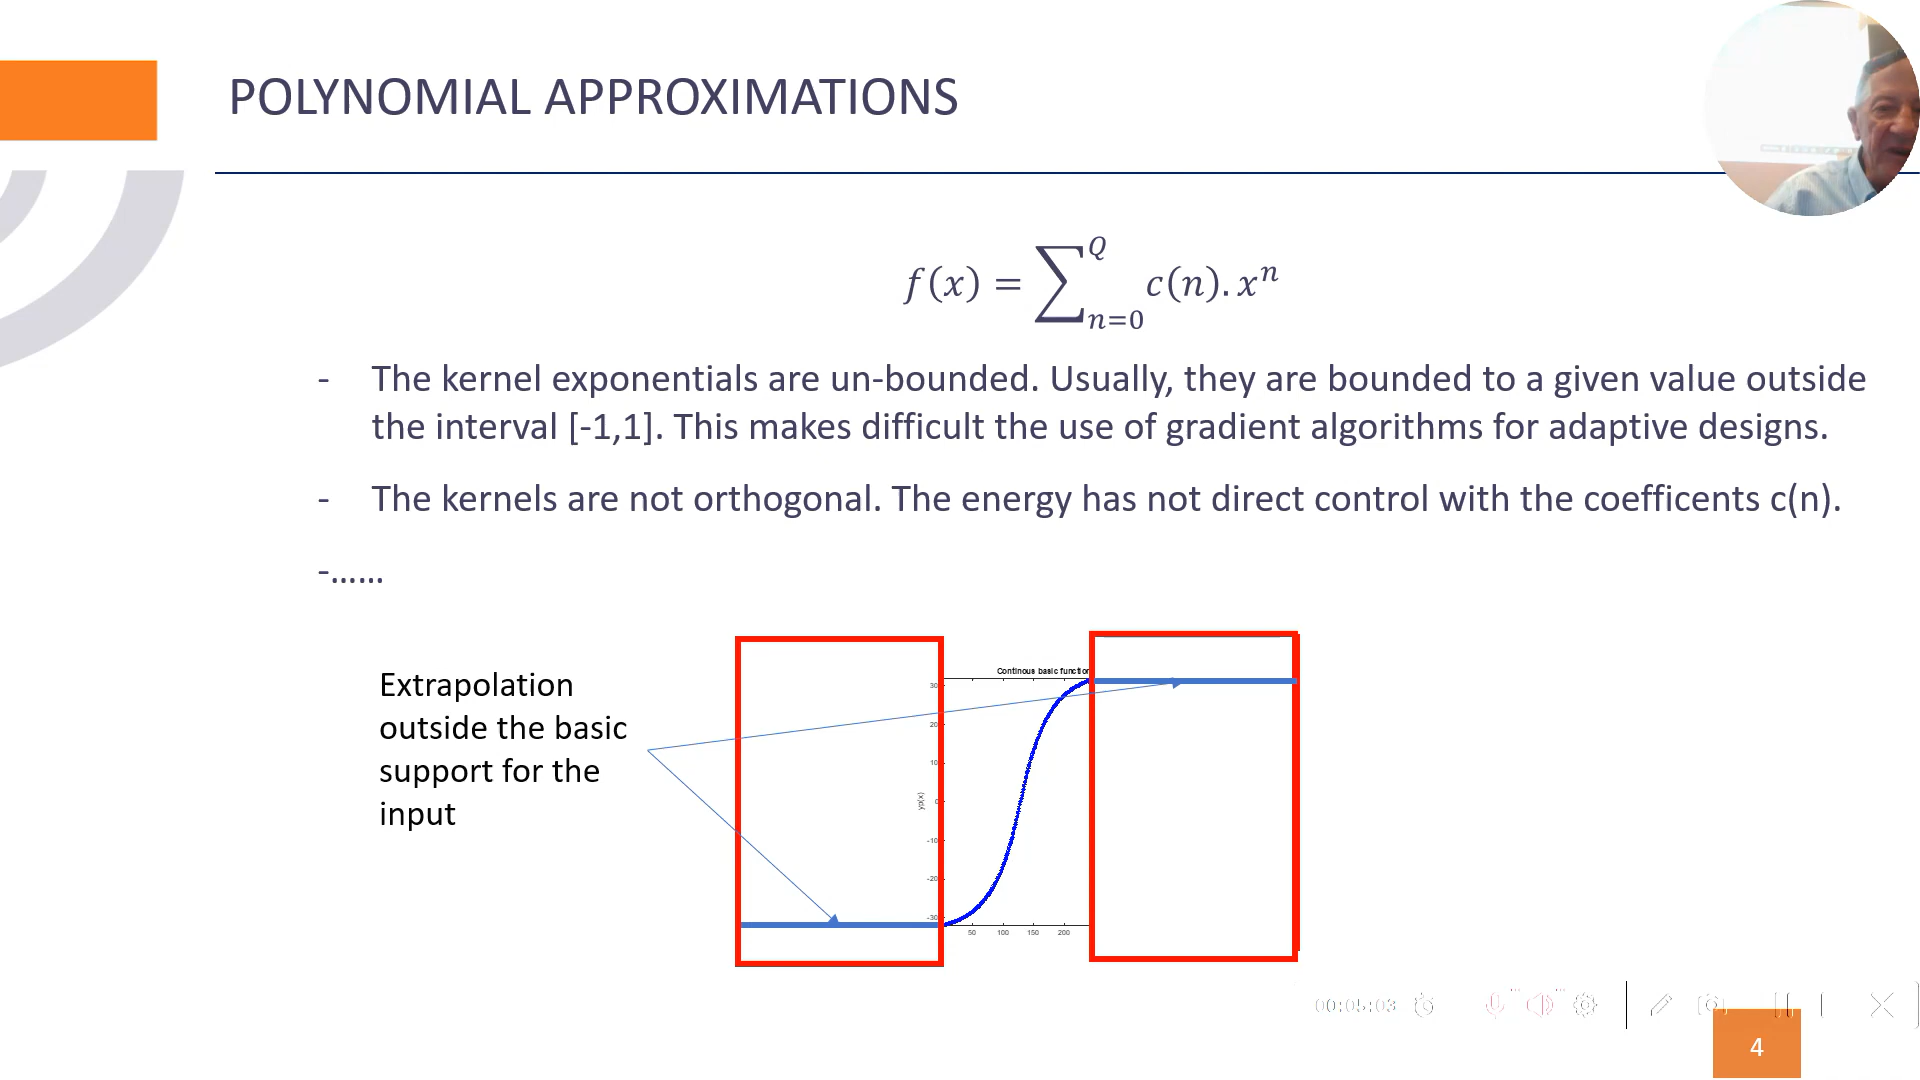 POLYNOMIAL APPROXIMATIONS
f(x) = ∑_{n=0}^{Q} c(n).x^n
- The kernel exponentials are un-bounded. Usually, they are bounded to a given value outside
the interval [-1,1]. This makes difficult the use of gradient algorithms for adaptive designs.
- The kernels are not orthogonal. The energy has not direct control with the coefficents c(n).
-......
Extrapolation
outside the basic
support for the
input
Continous basic function
30
20
10
0
-10
-20
-30
yp(x)
50 100 150 200
00:05:03
4